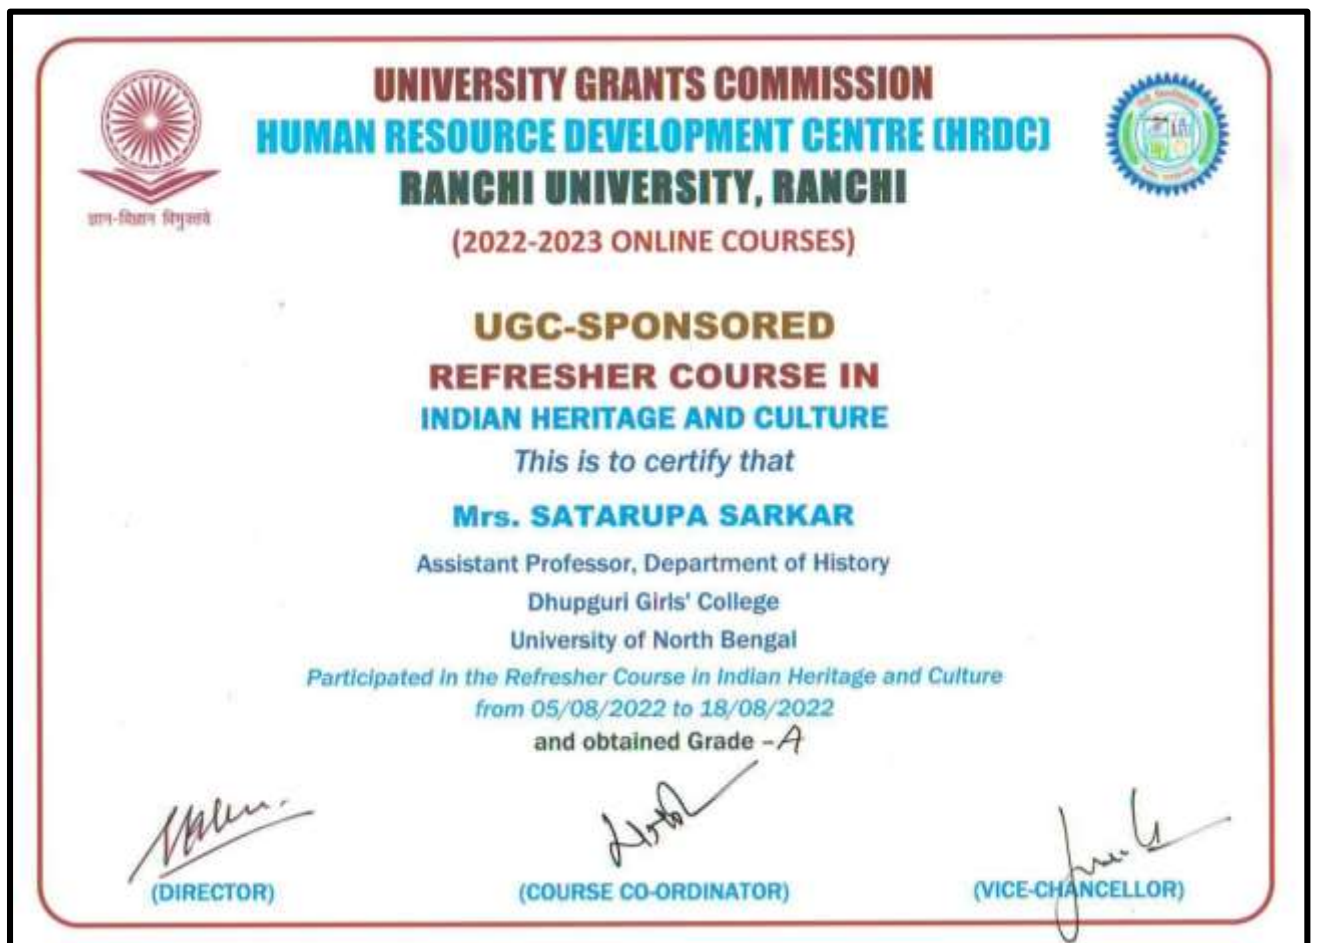 UNIVERSITY GRANTS COMMISSION
HUMAN RESOURCE DEVELOPMENT CENTRE (HRDC)
RANCHI UNIVERSITY, RANCHI
ज्ञान-विज्ञान विमुक्तये
(2022-2023 ONLINE COURSES)
UGC-SPONSORED
REFRESHER COURSE IN
INDIAN HERITAGE AND CULTURE
This is to certify that
Mrs. SATARUPA SARKAR
Assistant Professor, Department of History
Dhupguri Girls' College
University of North Bengal
Participated in the Refresher Course in Indian Heritage and Culture
from 05/08/2022 to 18/08/2022
and obtained Grade – A
(DIRECTOR)
(COURSE CO-ORDINATOR)
(VICE-CHANCELLOR)